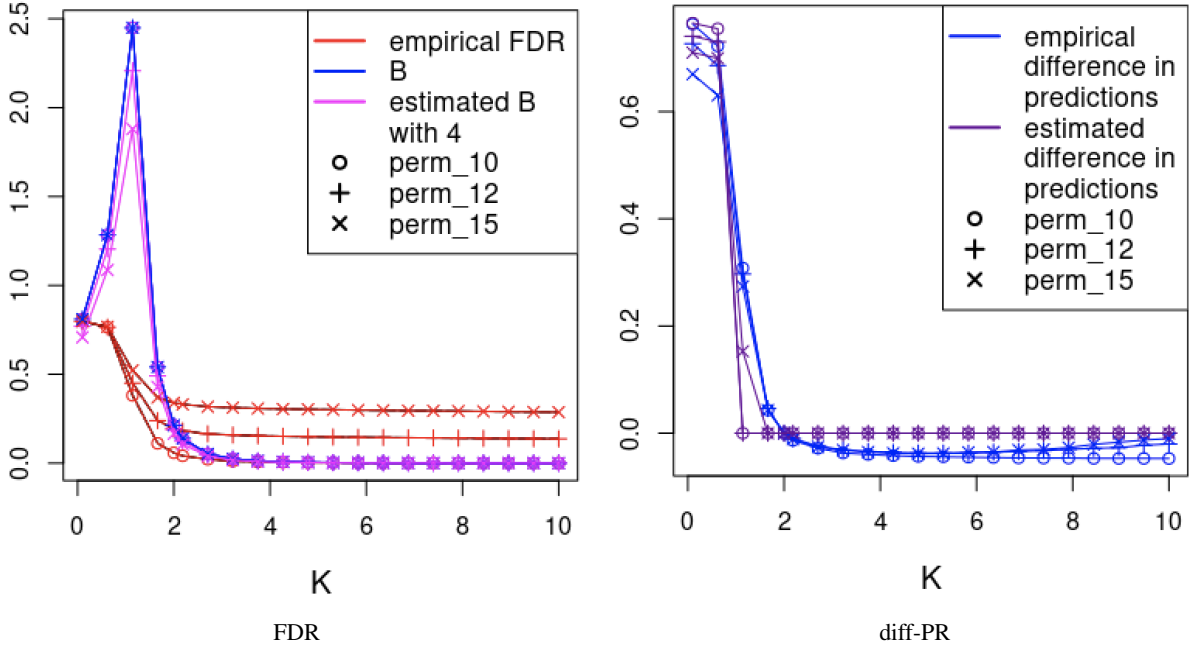 2.5
2.0
1.5
1.0
0.5
0.0
0 2 4 6 8 10
K
empirical FDR
B
estimated B
with 4
perm_10
perm_12
perm_15
FDR
0.6
0.4
0.2
0.0
0 2 4 6 8 10
K
empirical
difference in
predictions
estimated
difference in
predictions
perm_10
perm_12
perm_15
diff-PR